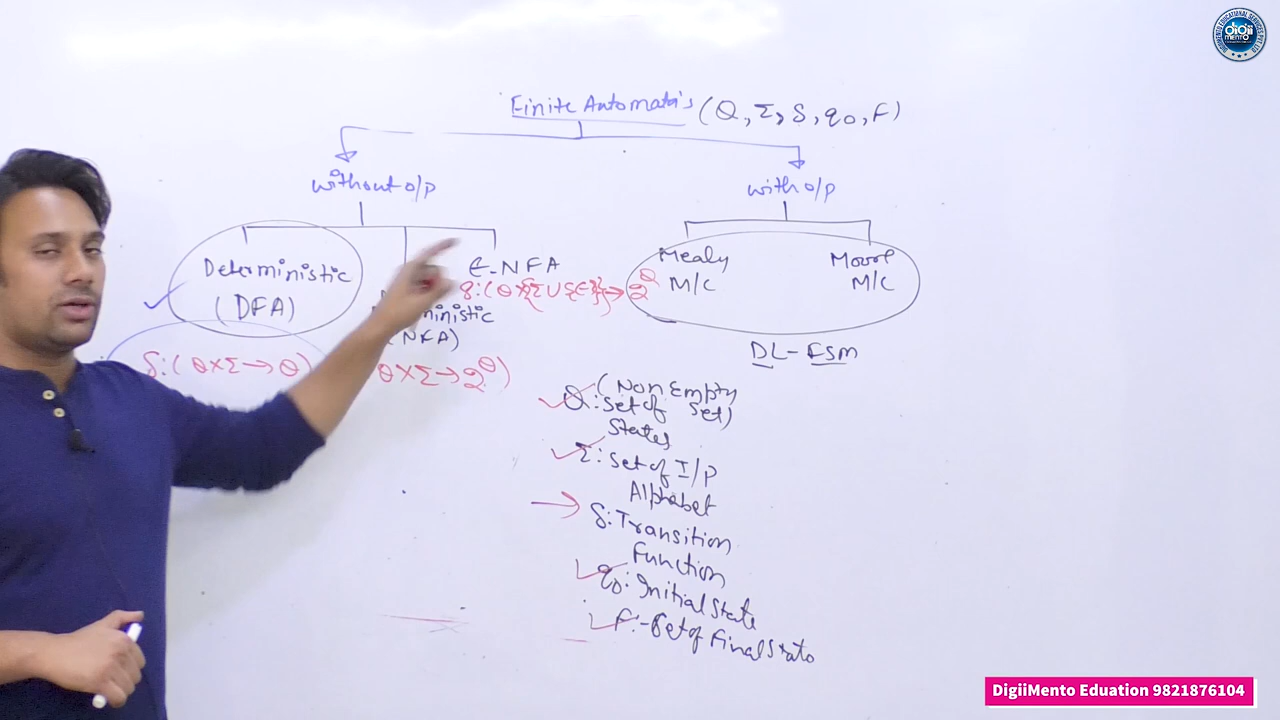 Finite Automata's (Q, Σ, δ, q0, F)
without o/p
with o/p
Deterministic
(DFA)
ministic
NFA)
E-NFA
δ: (Q×{Σ∪{∈}}→2^Q
Mealy
M/C
Moore
M/C
DL-FSM
δ: (Q×Σ→Q)
Q×Σ→2^Q)
Q: (Non Empty
Set of Set)
States
Σ: Set of I/P
Alphabet
δ: Transition
Function
q0: Initial State
F:- Set of Final State
DigiiMento Eduation 9821876104